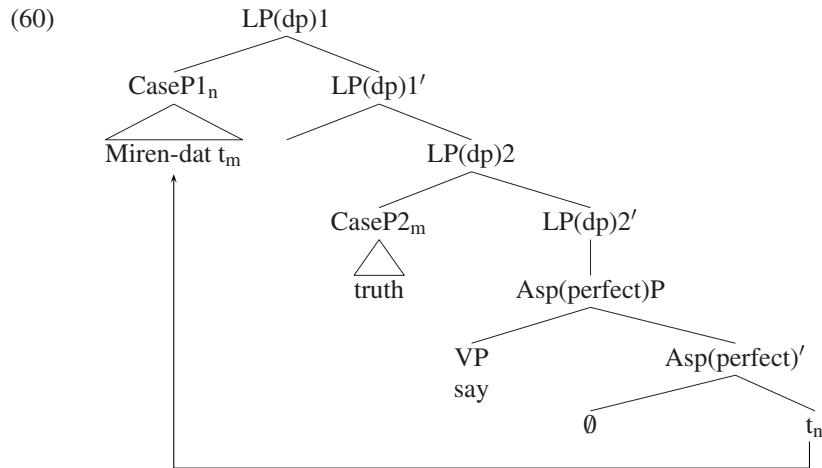 (60) LP(dp)1
CasePl1ₙ LP(dp)1′
Miren-dat tₘ LP(dp)2
CaseP2ₘ LP(dp)2′
truth Asp(perfect)P
VP Asp(perfect)′
say
∅ tₙ